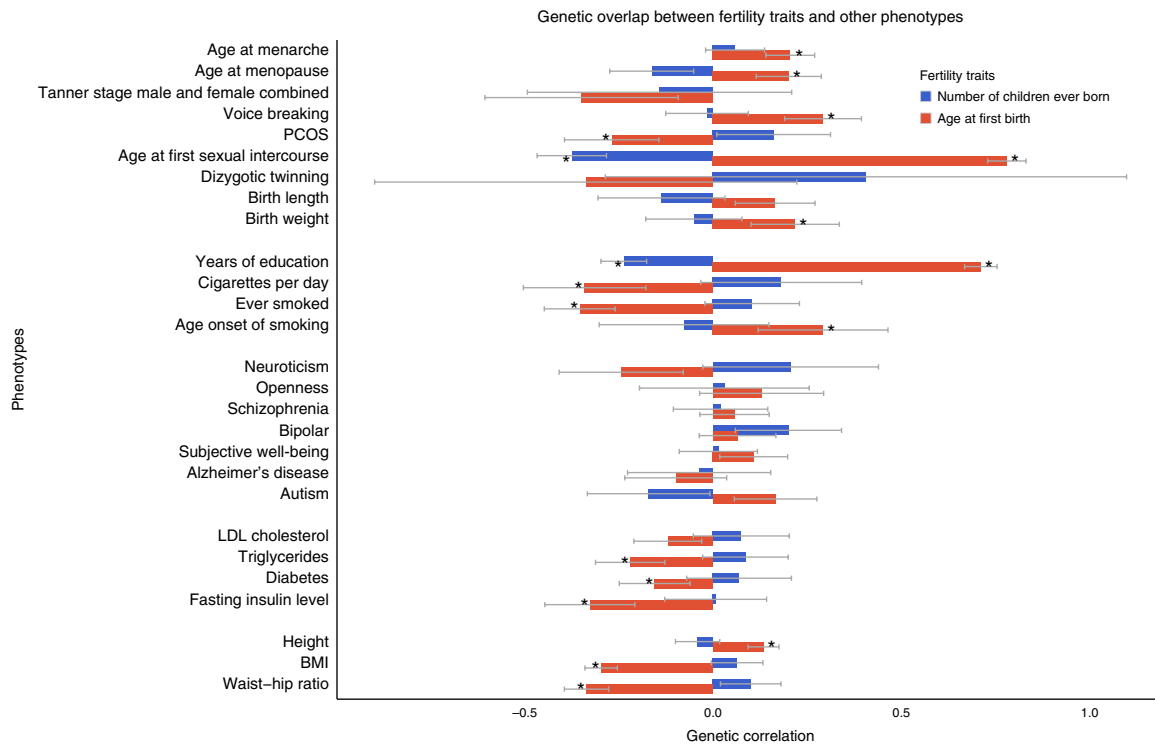 Genetic overlap between fertility traits and other phenotypes
Fertility traits
Number of children ever born
Age at first birth
Phenotypes
Age at menarche
*
Age at menopause
*
Tanner stage male and female combined
Voice breaking
*
PCOS
*
Age at first sexual intercourse
*
*
Dizygotic twinning
Birth length
Birth weight
*
Years of education
*
*
Cigarettes per day
*
Ever smoked
*
Age onset of smoking
*
Neuroticism
Openness
Schizophrenia
Bipolar
Subjective well-being
Alzheimer's disease
Autism
LDL cholesterol
Triglycerides
*
Diabetes
*
Fasting insulin level
*
Height
*
BMI
*
Waist–hip ratio
*
−0.5 0.0 0.5 1.0
Genetic correlation